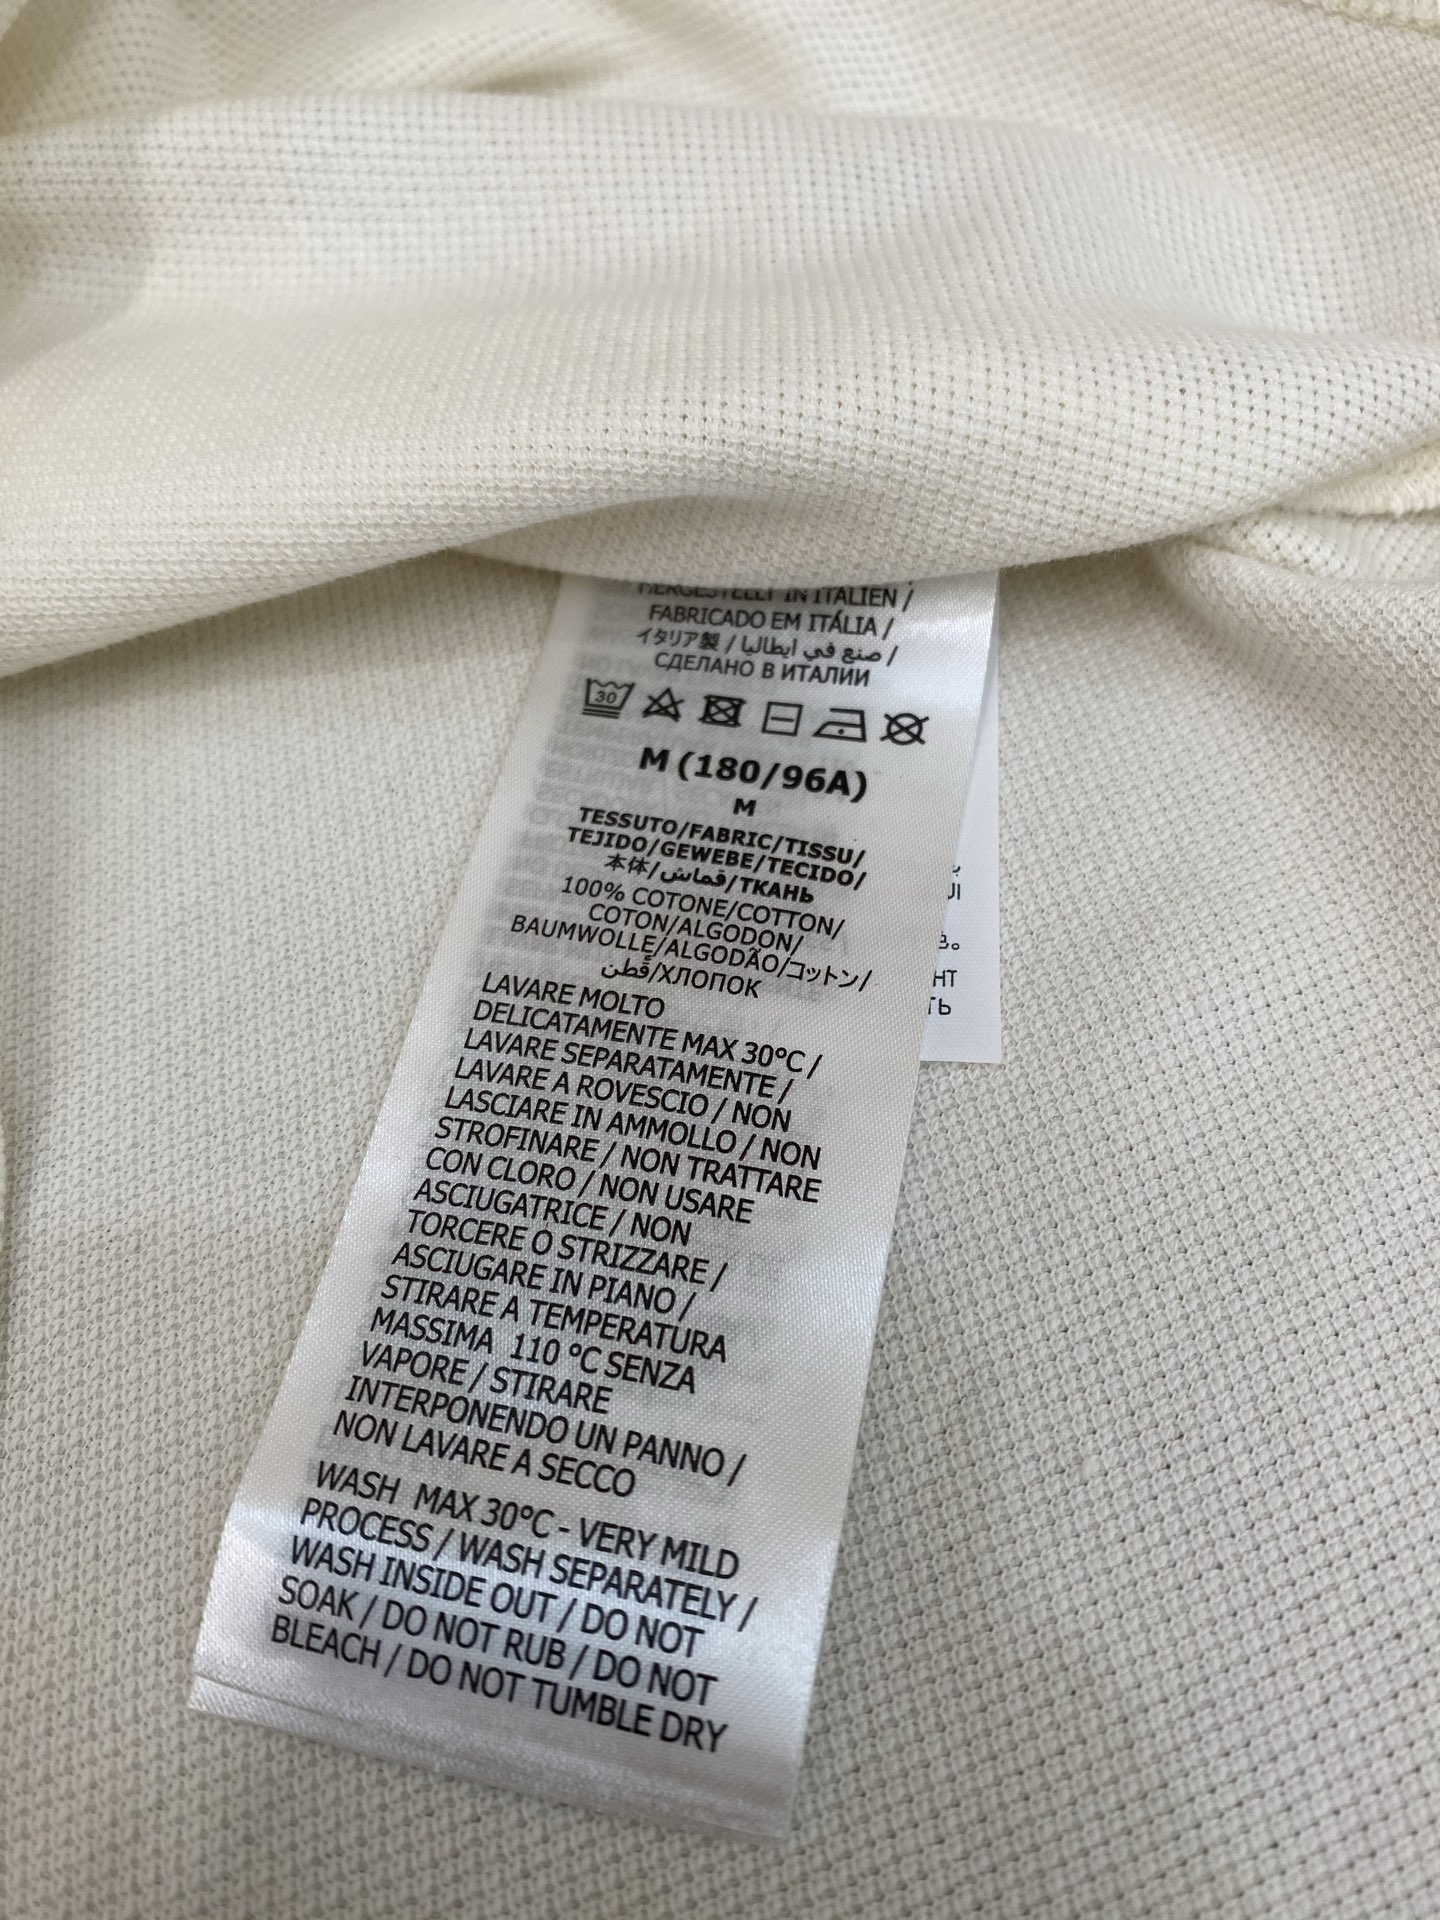 HERGESTELLT IN ITALIEN /
FABRICADO EM ITÁLIA /
イタリア製 / صنع في ايطاليا /
СДЕЛАНО В ИТАЛИИ
30
M (180/96A)
M
TESSUTO/FABRIC/TISSU/
TEJIDO/GEWEBE/TECIDO/
本体/قماش/ТКАНЬ
100% COTONE/COTTON/
COTON/ALGODON/
BAUMWOLLE/ALGODÃO/コットン/
قُطن/ХЛОПОК
LAVARE MOLTO
DELICATAMENTE MAX 30°C /
LAVARE SEPARATAMENTE /
LAVARE A ROVESCIO / NON
LASCIARE IN AMMOLLO / NON
STROFINARE / NON TRATTARE
CON CLORO / NON USARE
ASCIUGATRICE / NON
TORCERE O STRIZZARE /
ASCIUGARE IN PIANO /
STIRARE A TEMPERATURA
MASSIMA 110 °C SENZA
VAPORE / STIRARE
INTERPONENDO UN PANNO /
NON LAVARE A SECCO
WASH MAX 30°C - VERY MILD
PROCESS / WASH SEPARATELY /
WASH INSIDE OUT / DO NOT
SOAK / DO NOT RUB / DO NOT
BLEACH / DO NOT TUMBLE DRY